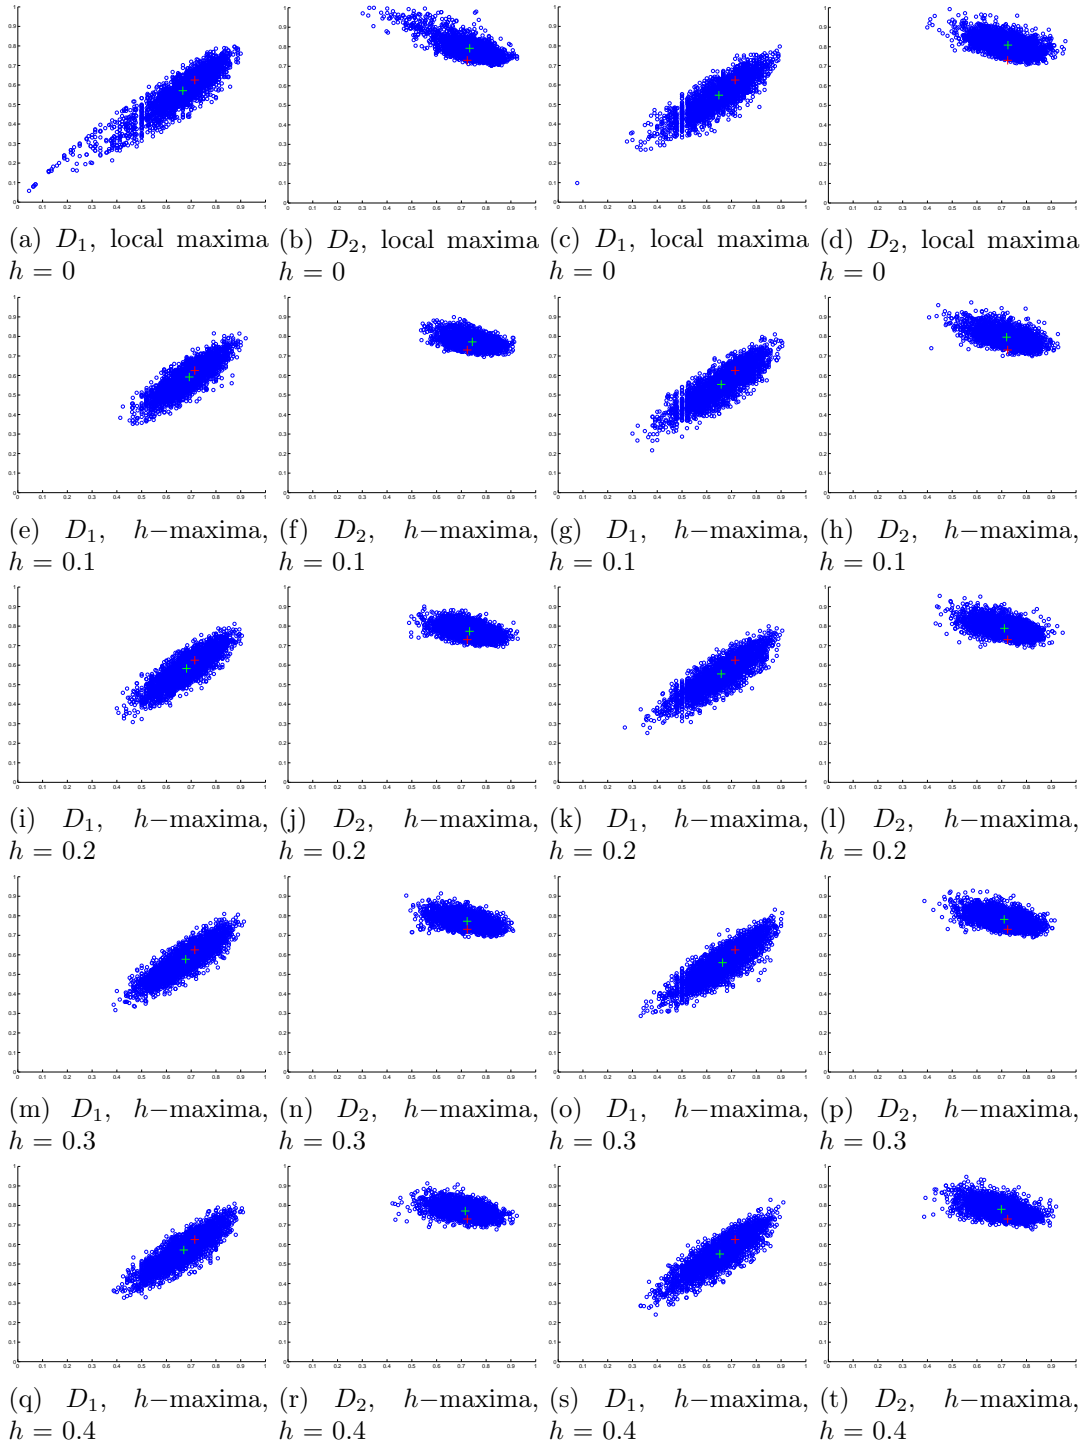 (a) D₁, local maxima (b) D₂, local maxima (c) D₁, local maxima (d) D₂, local maxima
h = 0 h = 0 h = 0 h = 0
(e) D₁, h−maxima, (f) D₂, h−maxima, (g) D₁, h−maxima, (h) D₂, h−maxima,
h = 0.1 h = 0.1 h = 0.1 h = 0.1
(i) D₁, h−maxima, (j) D₂, h−maxima, (k) D₁, h−maxima, (l) D₂, h−maxima,
h = 0.2 h = 0.2 h = 0.2 h = 0.2
(m) D₁, h−maxima, (n) D₂, h−maxima, (o) D₁, h−maxima, (p) D₂, h−maxima,
h = 0.3 h = 0.3 h = 0.3 h = 0.3
(q) D₁, h−maxima, (r) D₂, h−maxima, (s) D₁, h−maxima, (t) D₂, h−maxima,
h = 0.4 h = 0.4 h = 0.4 h = 0.4